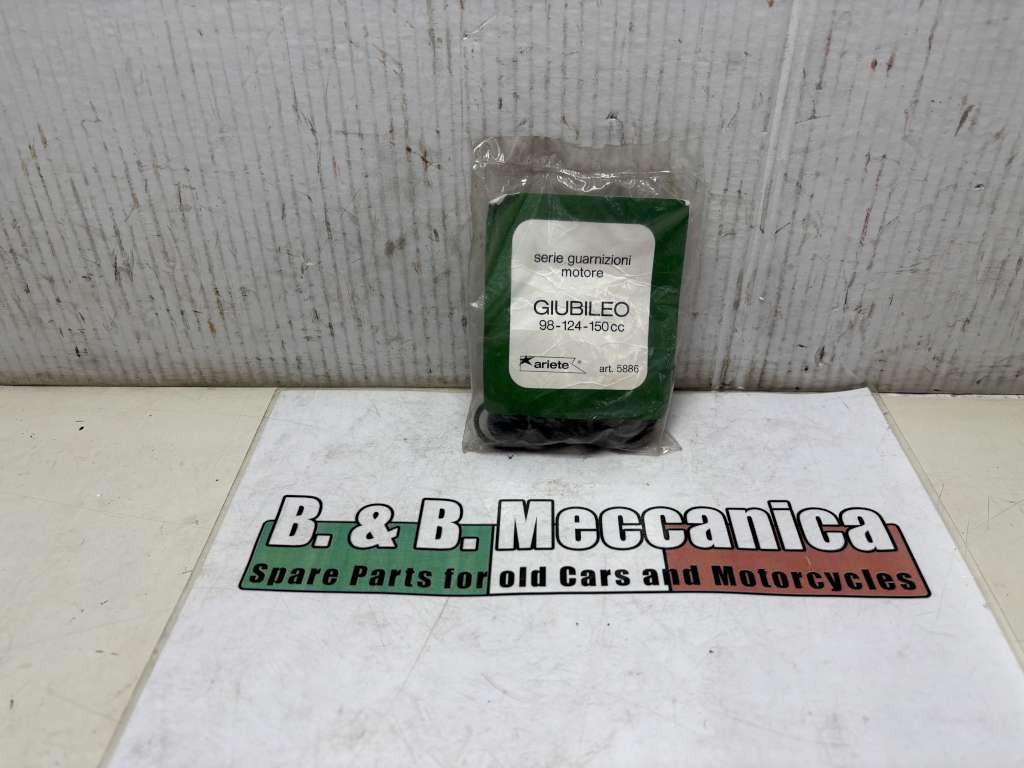 serie guarnizioni
motore
GIUBILEO
98-124-150cc
ariete®
art. 5886
B. & B. Meccanica
Spare Parts for old Cars and Motorcycles